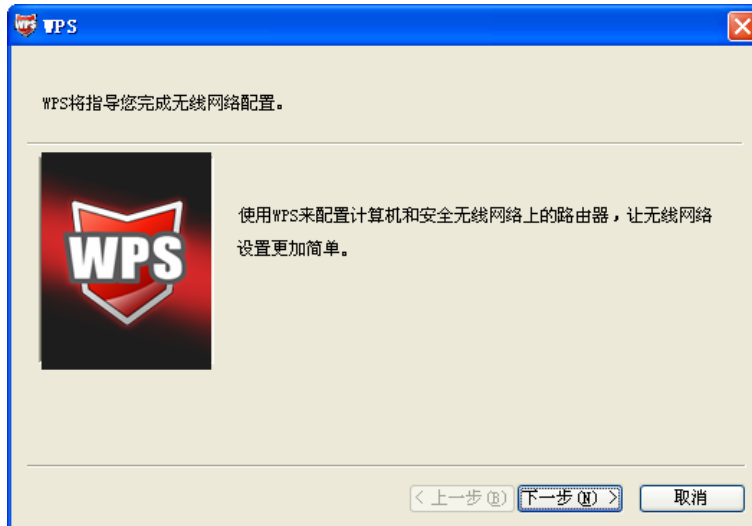 WPS
WPS将指导您完成无线网络配置。
WPS
使用WPS来配置计算机和安全无线网络上的路由器，让无线网络
设置更加简单。
< 上一步(B) 下一步(N) > 取消